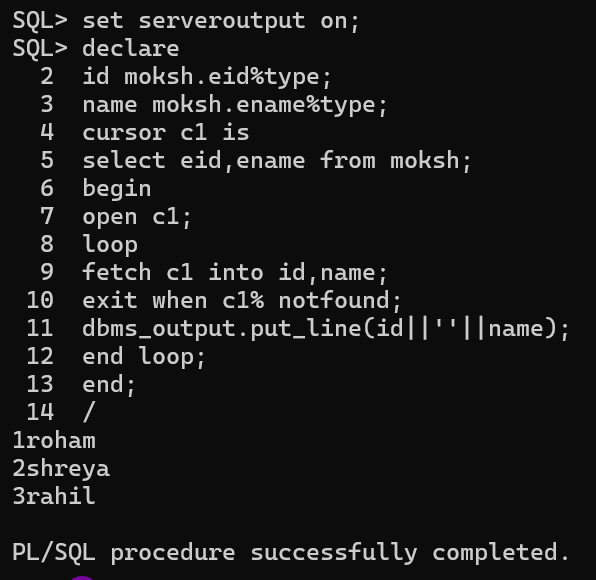 SQL> set serveroutput on;
SQL> declare
  2  id moksh.eid%type;
  3  name moksh.ename%type;
  4  cursor c1 is
  5  select eid,ename from moksh;
  6  begin
  7  open c1;
  8  loop
  9  fetch c1 into id,name;
 10  exit when c1% notfound;
 11  dbms_output.put_line(id||''||name);
 12  end loop;
 13  end;
 14  /
1roham
2shreya
3rahil
PL/SQL procedure successfully completed.